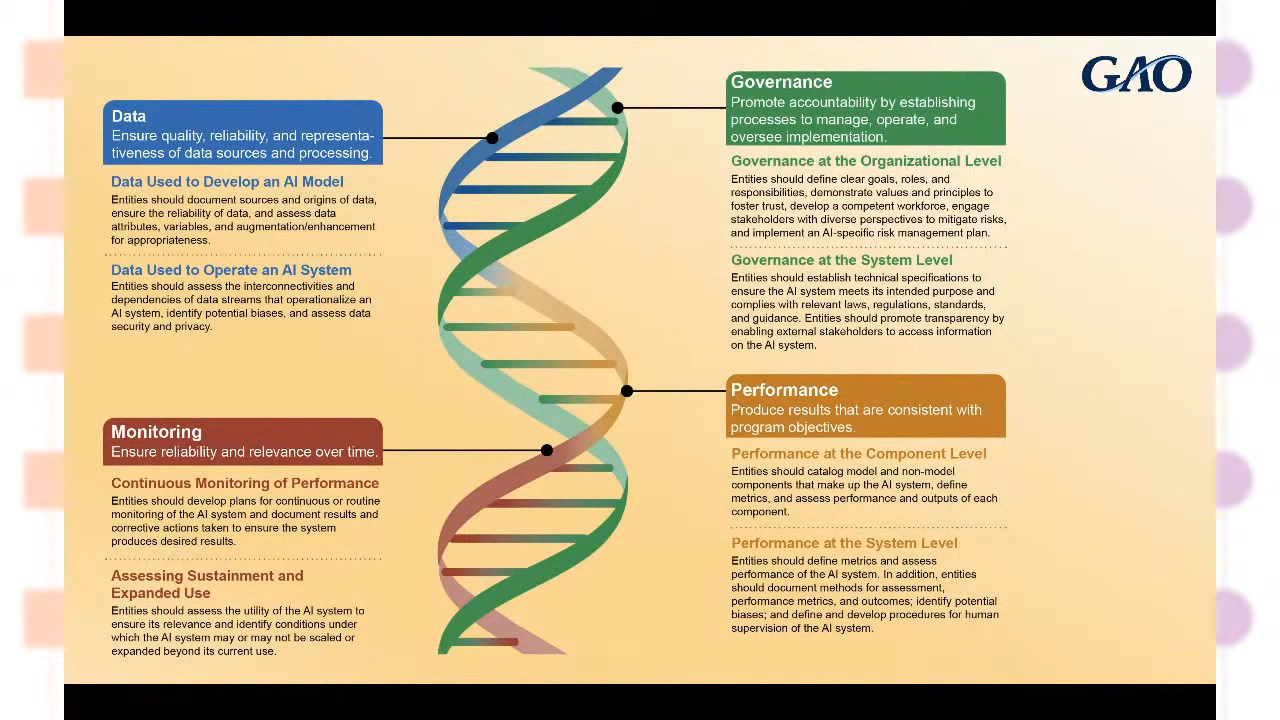 GAO
Data
Ensure quality, reliability, and representa-
tiveness of data sources and processing.
Data Used to Develop an AI Model
Entities should document sources and origins of data,
ensure the reliability of data, and assess data
attributes, variables, and augmentation/enhancement
for appropriateness.
Data Used to Operate an AI System
Entities should assess the interconnectivities and
dependencies of data streams that operationalize an
AI system, identify potential biases, and assess data
security and privacy.
Monitoring
Ensure reliability and relevance over time.
Continuous Monitoring of Performance
Entities should develop plans for continuous or routine
monitoring of the AI system and document results and
corrective actions taken to ensure the system
produces desired results.
Assessing Sustainment and
Expanded Use
Entities should assess the utility of the AI system to
ensure its relevance and identify conditions under
which the AI system may or may not be scaled or
expanded beyond its current use.
Governance
Promote accountability by establishing
processes to manage, operate, and
oversee implementation.
Governance at the Organizational Level
Entities should define clear goals, roles, and
responsibilities, demonstrate values and principles to
foster trust, develop a competent workforce, engage
stakeholders with diverse perspectives to mitigate risks,
and implement an AI-specific risk management plan.
Governance at the System Level
Entities should establish technical specifications to
ensure the AI system meets its intended purpose and
complies with relevant laws, regulations, standards,
and guidance. Entities should promote transparency by
enabling external stakeholders to access information
on the AI system.
Performance
Produce results that are consistent with
program objectives.
Performance at the Component Level
Entities should catalog model and non-model
components that make up the AI system, define
metrics, and assess performance and outputs of each
component.
Performance at the System Level
Entities should define metrics and assess
performance of the AI system. In addition, entities
should document methods for assessment,
performance metrics, and outcomes; identify potential
biases; and define and develop procedures for human
supervision of the AI system.